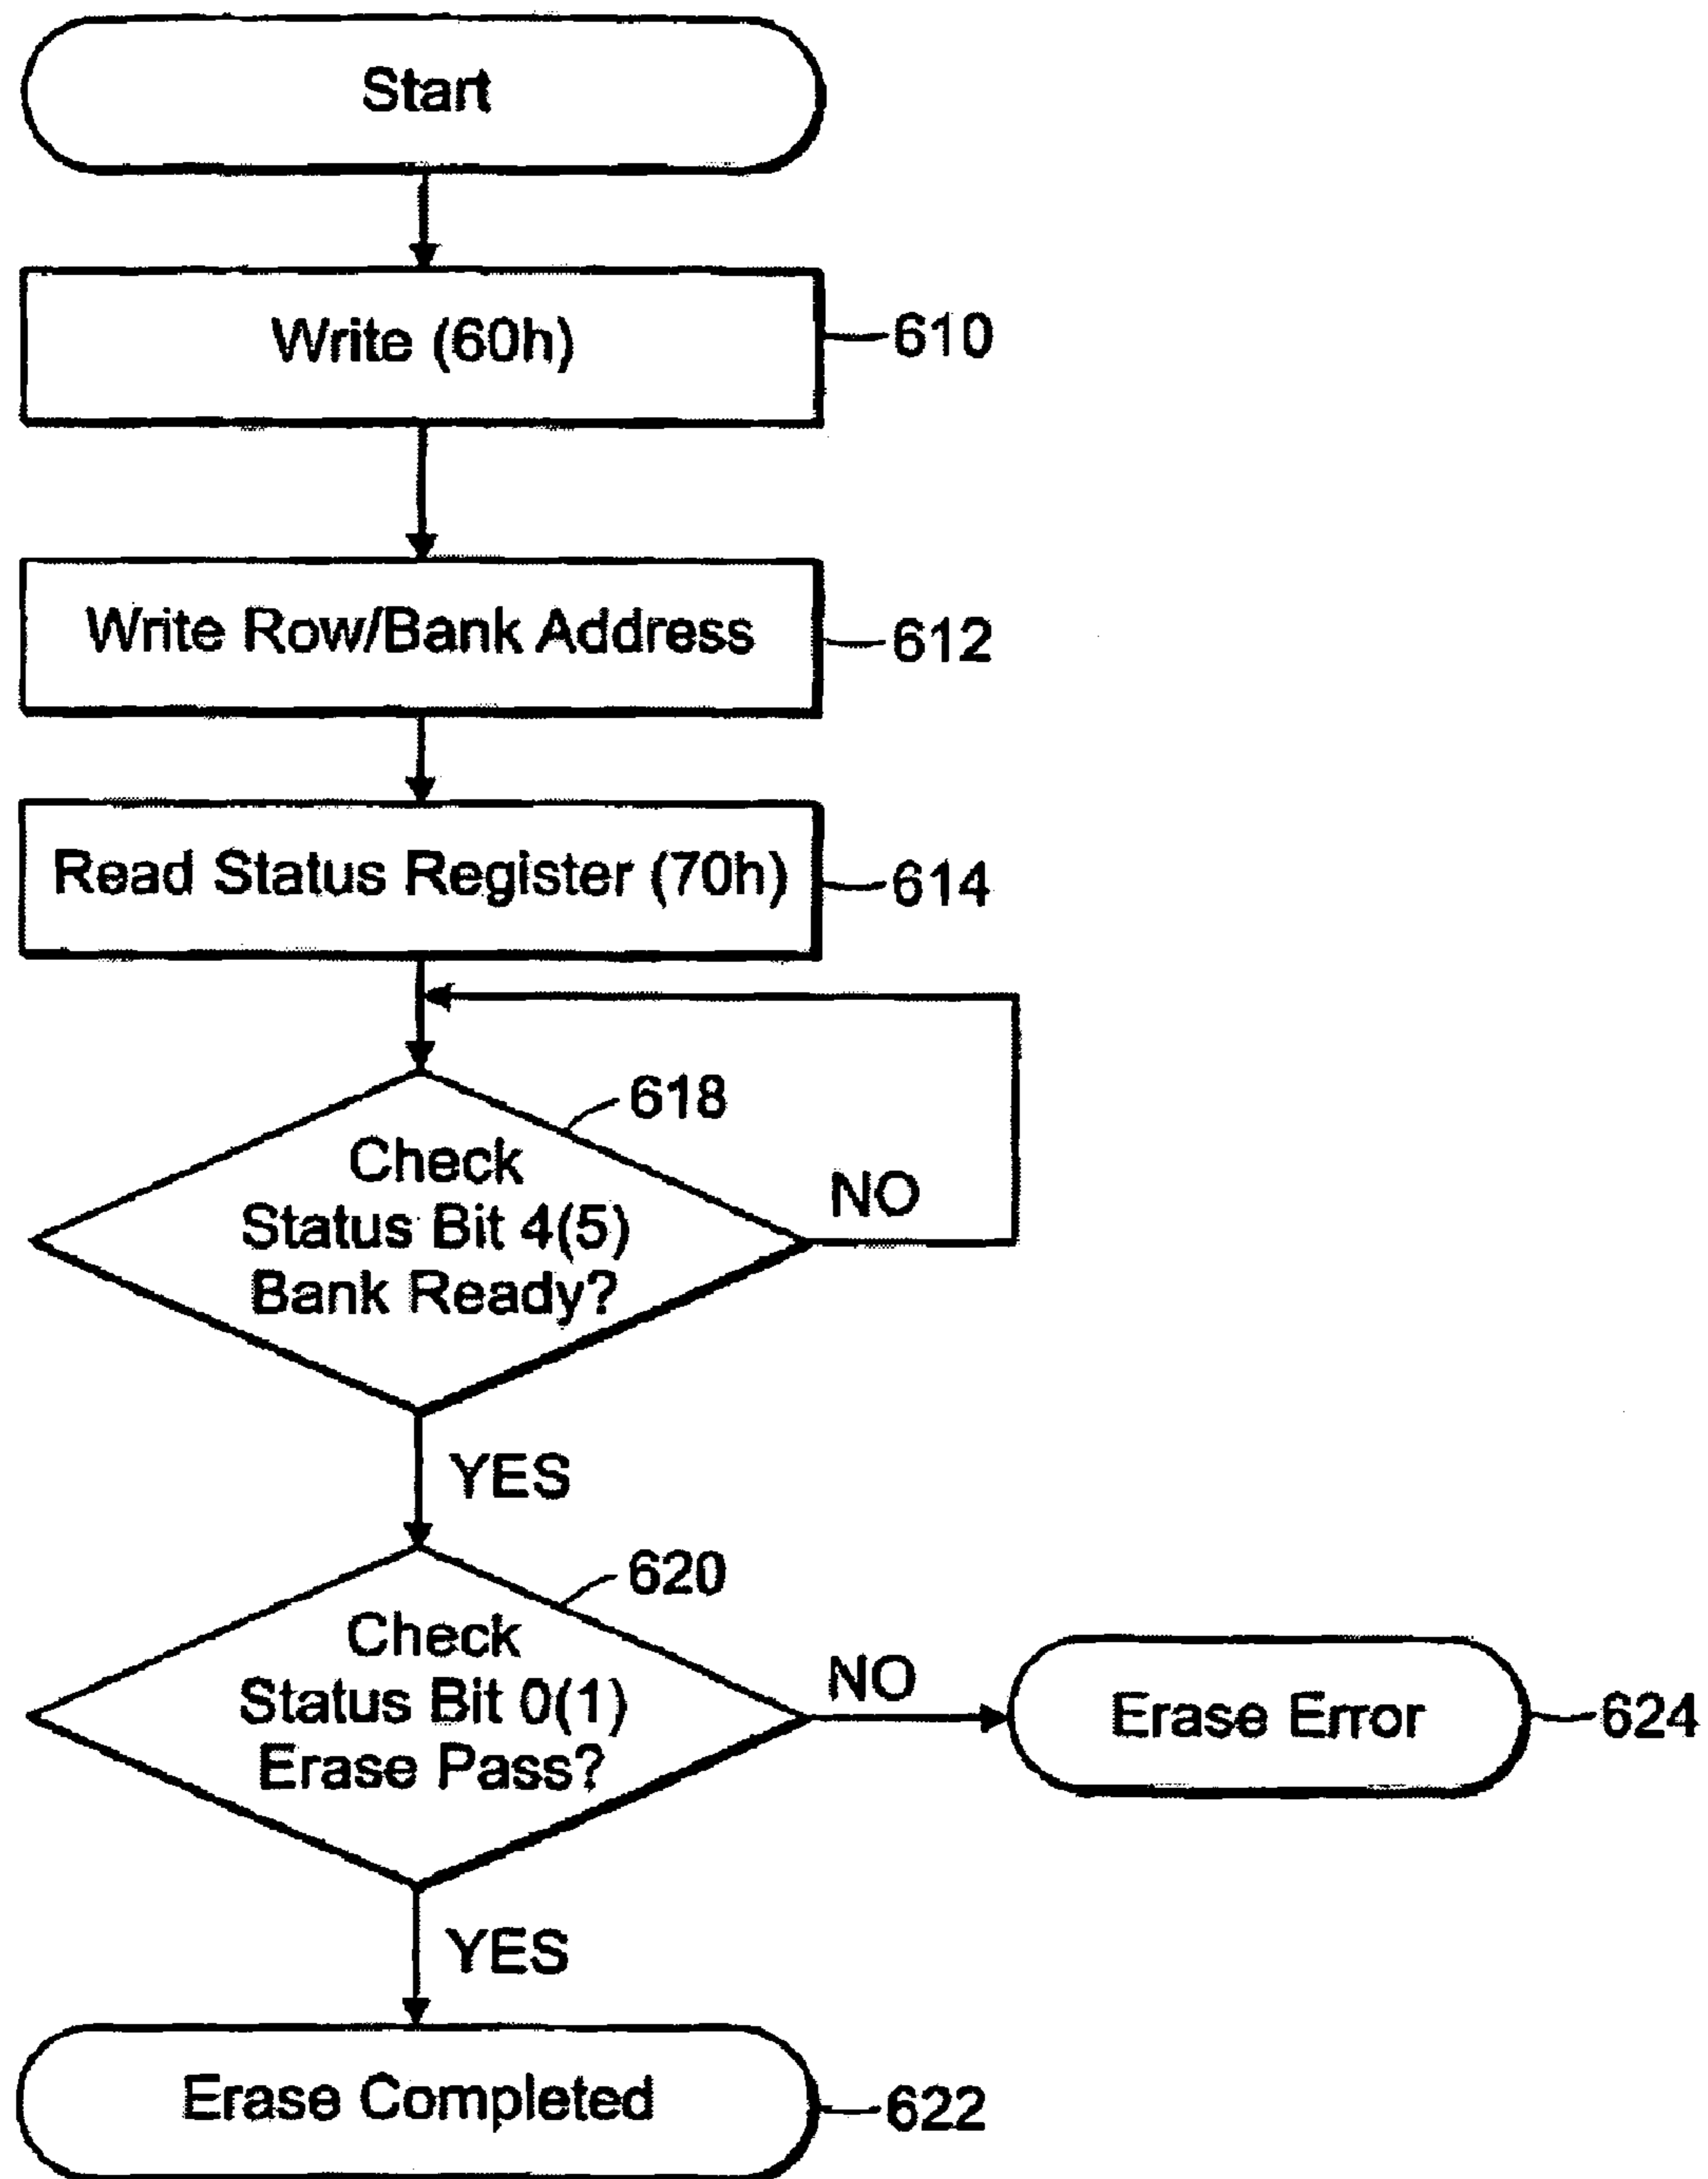 Start
Write (60h)
610
Write Row/Bank Address
612
Read Status Register (70h)
614
618
Check
Status Bit 4(5)
Bank Ready?
NO
YES
620
Check
Status Bit 0(1)
Erase Pass?
NO
Erase Error
624
YES
Erase Completed
622